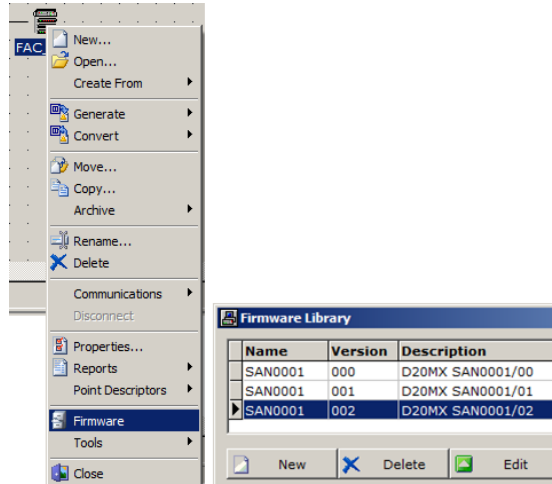 FAC_
New...
Open...
Create From
Generate
Convert
Move...
Copy...
Archive
Rename...
Delete
Communications
Disconnect
Properties...
Reports
Point Descriptors
Firmware
Tools
Close
Firmware Library
Name Version Description
SAN0001 000 D20MX SAN0001/00
SAN0001 001 D20MX SAN0001/01
SAN0001 002 D20MX SAN0001/02
New Delete Edit